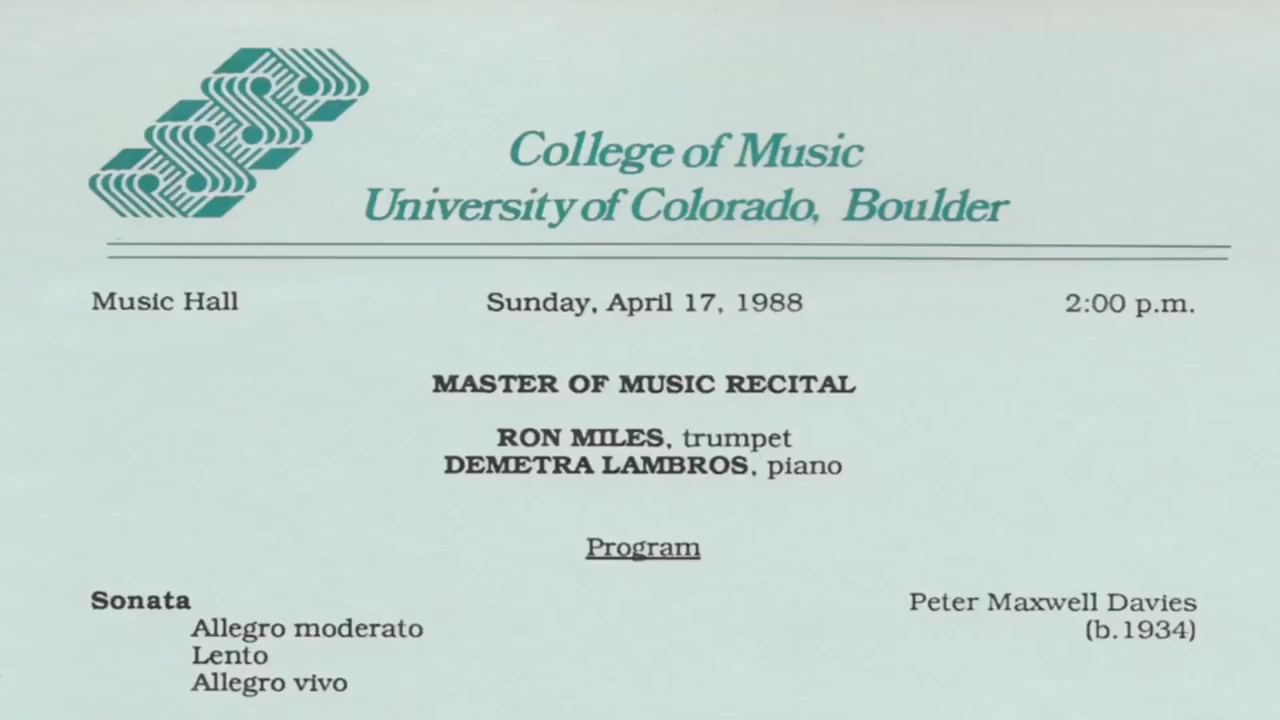 College of Music
University of Colorado, Boulder
Music Hall Sunday, April 17, 1988 2:00 p.m.
MASTER OF MUSIC RECITAL
RON MILES, trumpet
DEMETRA LAMBROS, piano
Program
Sonata Peter Maxwell Davies
Allegro moderato (b.1934)
Lento
Allegro vivo